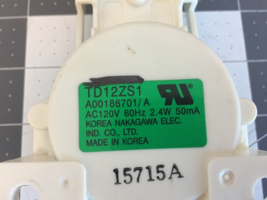 TD12ZS1
A00186701/A
AC120V 60Hz 2.4W 50mA
KOREA NAKAGAWA ELEC.
IND. CO., LTD.
MADE IN KOREA
15715A